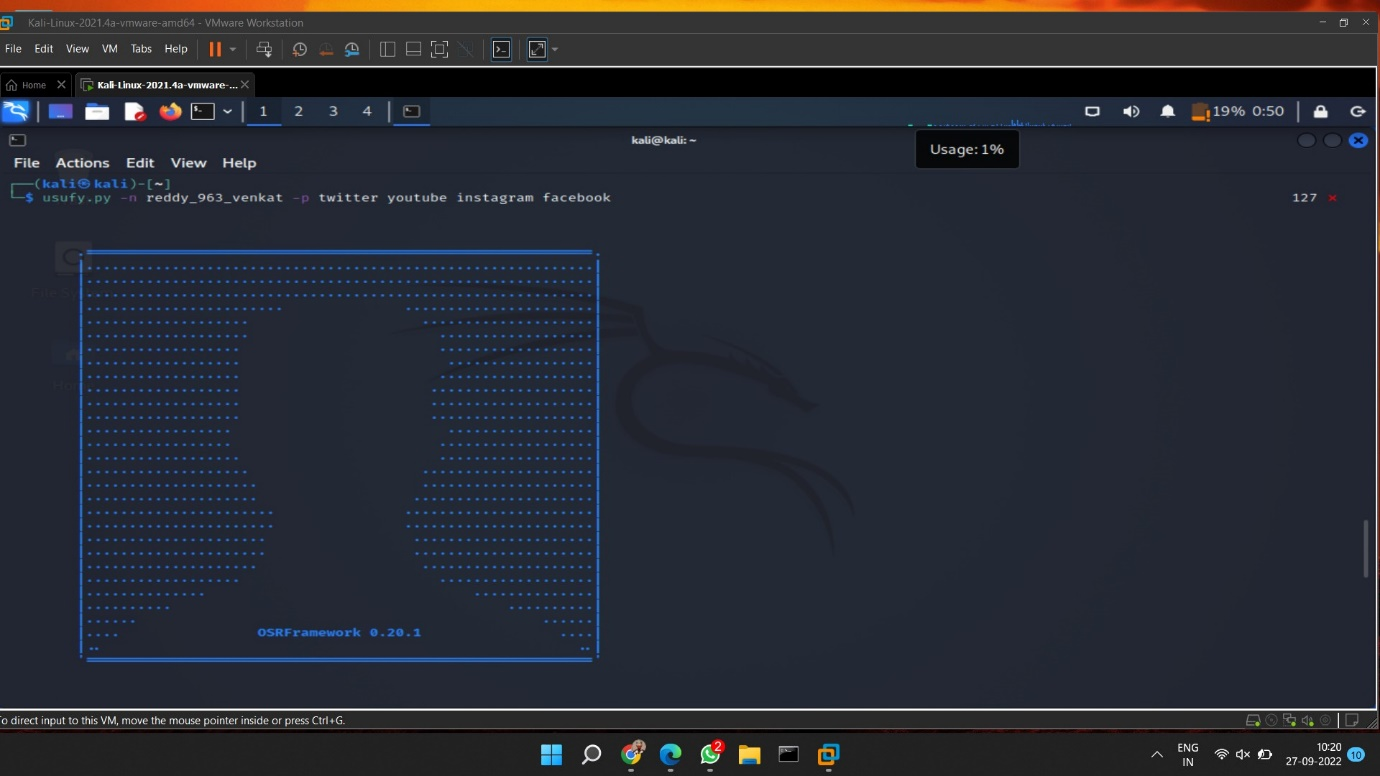 Kali-Linux-2021.4a-vmware-amd64 - VMware Workstation
File Edit View VM Tabs Help
Home
Kali-Linux-2021.4a-vmware-...
1 2 3 4
19% 0:50
kali@kali: ~
Usage: 1%
File Actions Edit View Help
(kali㉿kali)-[~]
$ usufy.py -n reddy_963_venkat -p twitter youtube instagram facebook 127 ×
OSRFramework 0.20.1
To direct input to this VM, move the mouse pointer inside or press Ctrl+G.
2
ENG
IN
10:20
27-09-2022
10